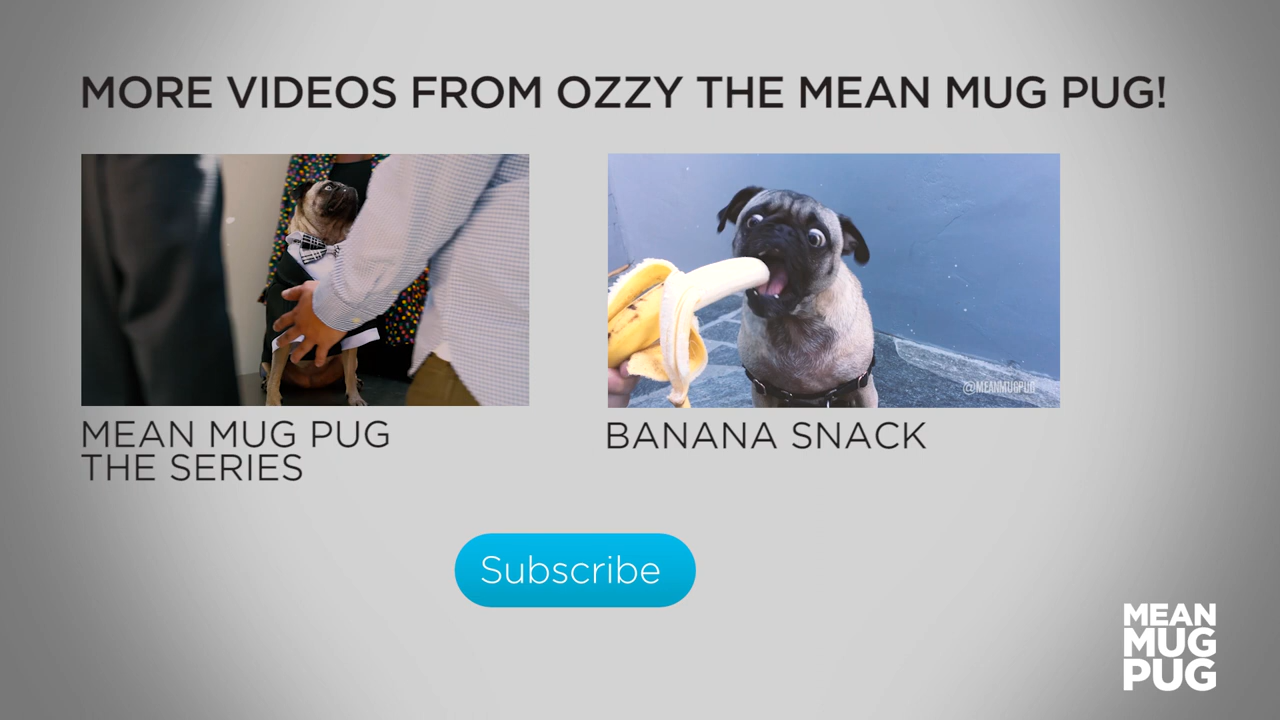 MORE VIDEOS FROM OZZY THE MEAN MUG PUG!
@MEANMUGPUG
MEAN MUG PUG
THE SERIES
BANANA SNACK
Subscribe
MEAN
MUG
PUG